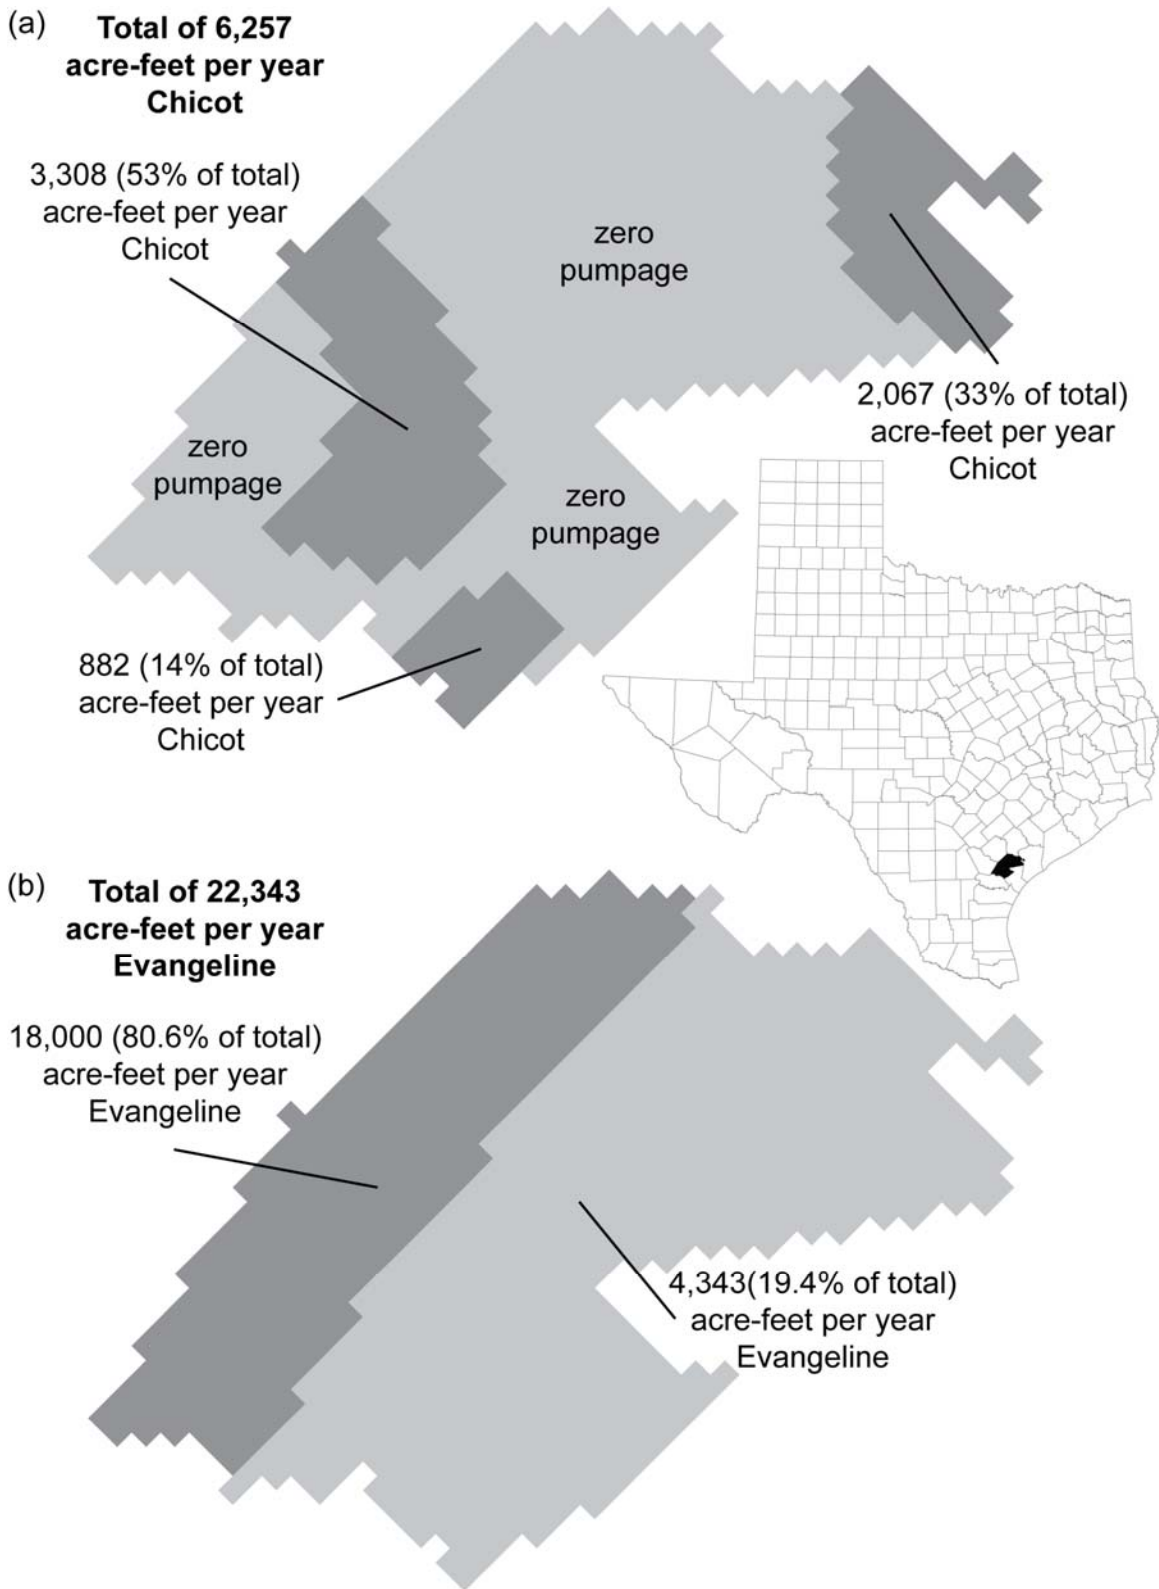 (a)
Total of 6,257
acre-feet per year
Chicot
3,308 (53% of total)
acre-feet per year
Chicot
zero
pumpage
2,067 (33% of total)
acre-feet per year
Chicot
zero
pumpage
zero
pumpage
882 (14% of total)
acre-feet per year
Chicot
(b)
Total of 22,343
acre-feet per year
Evangeline
18,000 (80.6% of total)
acre-feet per year
Evangeline
4,343(19.4% of total)
acre-feet per year
Evangeline